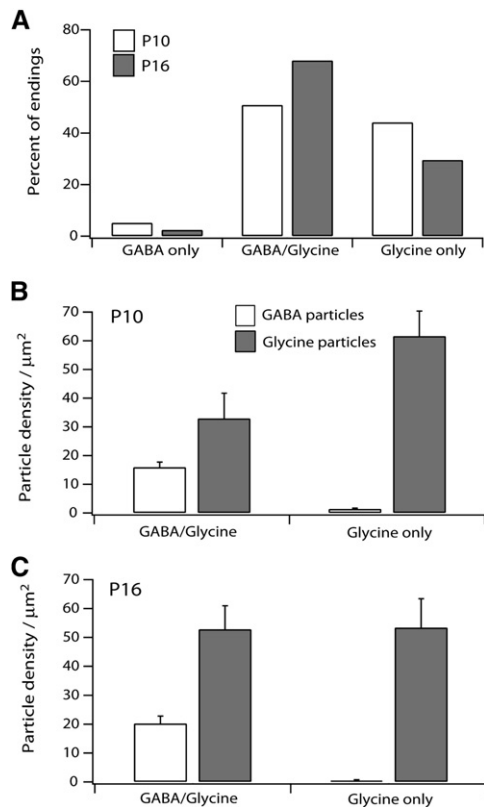 A
80
60
40
20
0
Percent of endings
P10
P16
GABA only
GABA/Glycine
Glycine only
B
P10
70
60
50
40
30
20
10
0
Particle density / μm²
GABA particles
Glycine particles
GABA/Glycine
Glycine only
C
P16
70
60
50
40
30
20
10
0
Particle density / μm²
GABA/Glycine
Glycine only